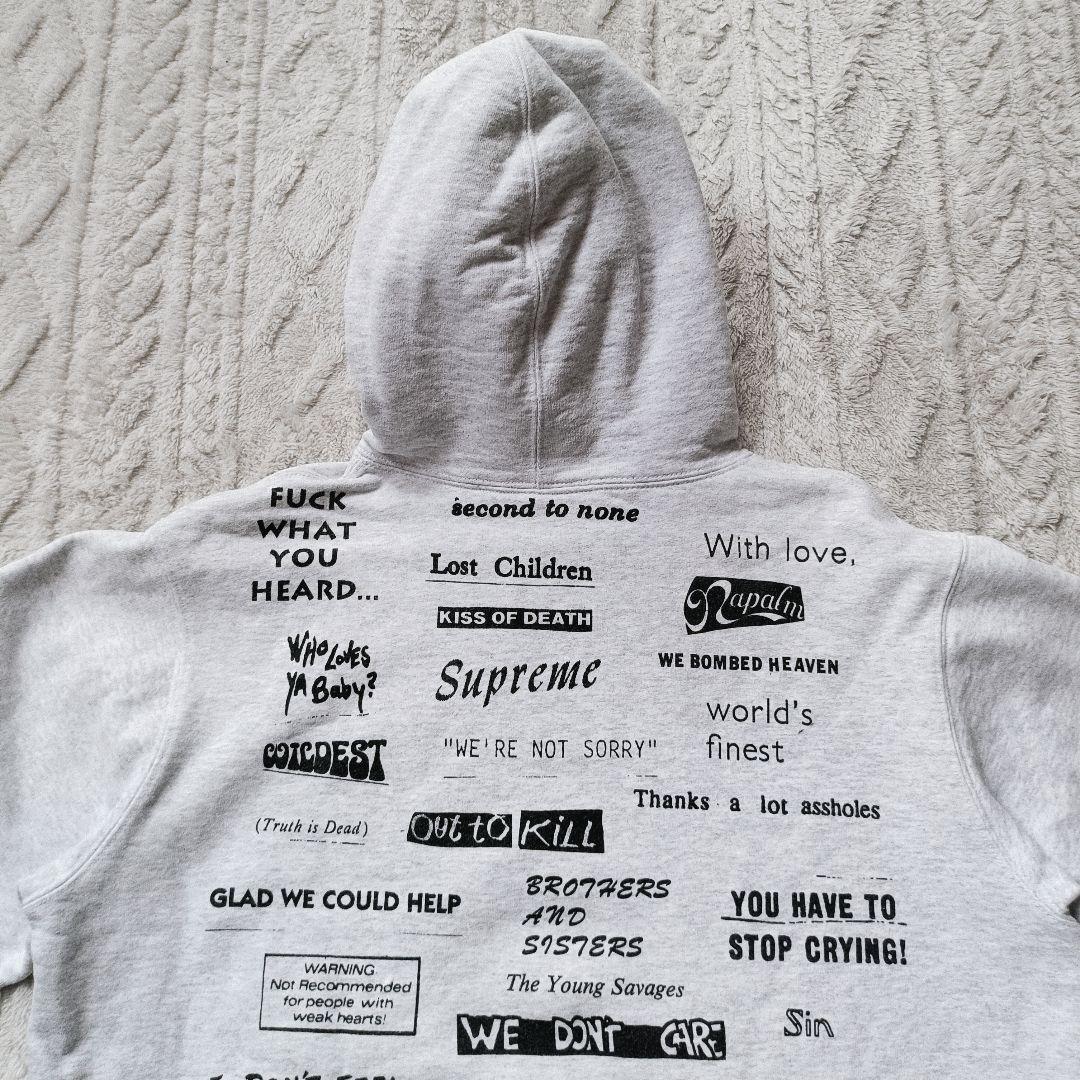 FUCK
WHAT
YOU
HEARD...
second to none
With love,
Lost Children
Napalm
KISS OF DEATH
WHO LOVES
YA Baby?
Supreme
WE BOMBED HEAVEN
world's
finest
WILDEST
"WE'RE NOT SORRY"
Thanks a lot assholes
(Truth is Dead)
OUT TO KILL
GLAD WE COULD HELP
BROTHERS
AND
SISTERS
YOU HAVE TO
STOP CRYING!
WARNING
Not Recommended
for people with
weak hearts!
The Young Savages
WE DON'T CARE
Sin